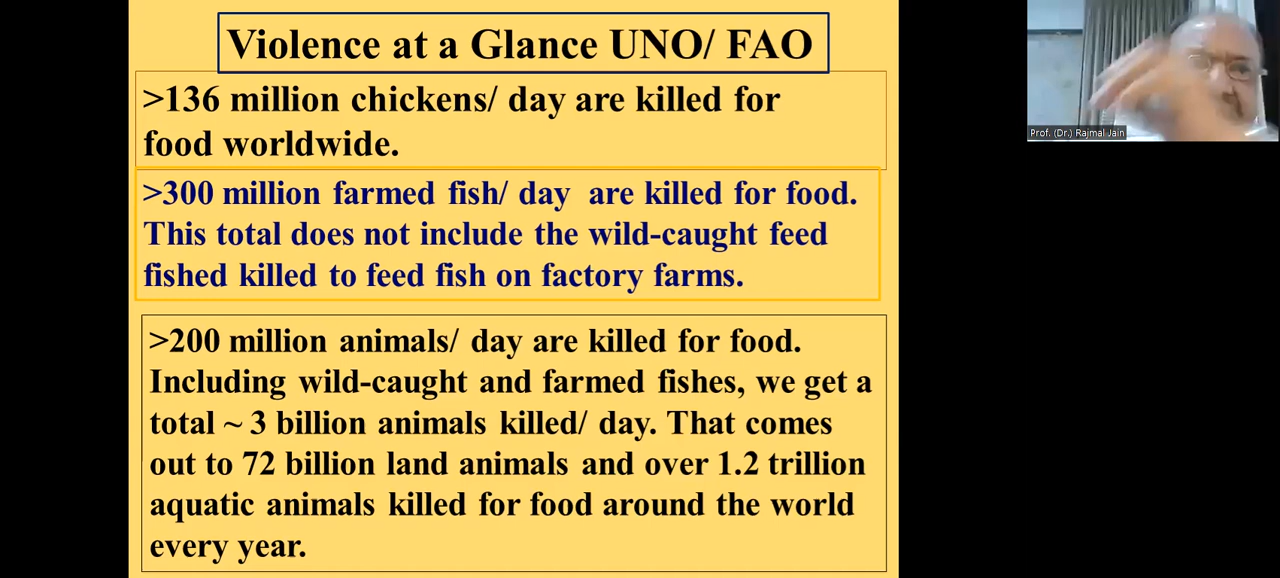 Violence at a Glance UNO/ FAO
>136 million chickens/ day are killed for
food worldwide.
>300 million farmed fish/ day are killed for food.
This total does not include the wild-caught feed
fished killed to feed fish on factory farms.
>200 million animals/ day are killed for food.
Including wild-caught and farmed fishes, we get a
total ~ 3 billion animals killed/ day. That comes
out to 72 billion land animals and over 1.2 trillion
aquatic animals killed for food around the world
every year.
Prof. (Dr.) Rajmal Jain